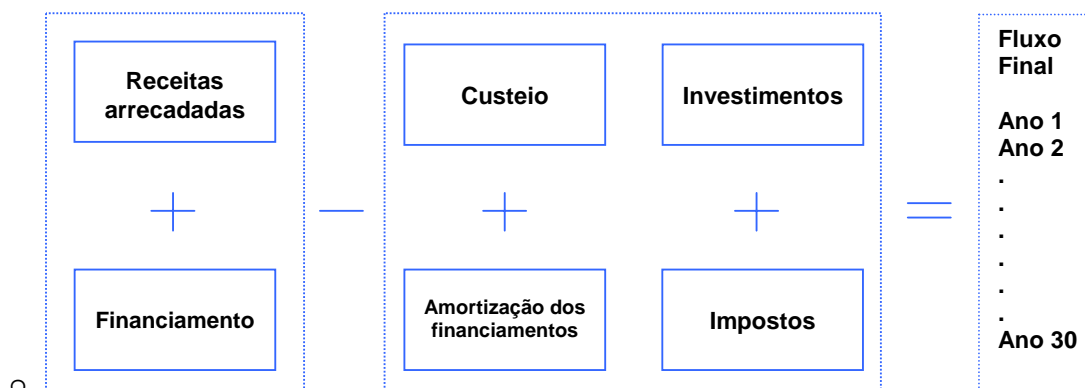 Receitas
arrecadadas
Custeio
Investimentos
Financiamento
Amortização dos
financiamentos
Impostos
Fluxo
Final
Ano 1
Ano 2
.
.
.
.
.
.
Ano 30